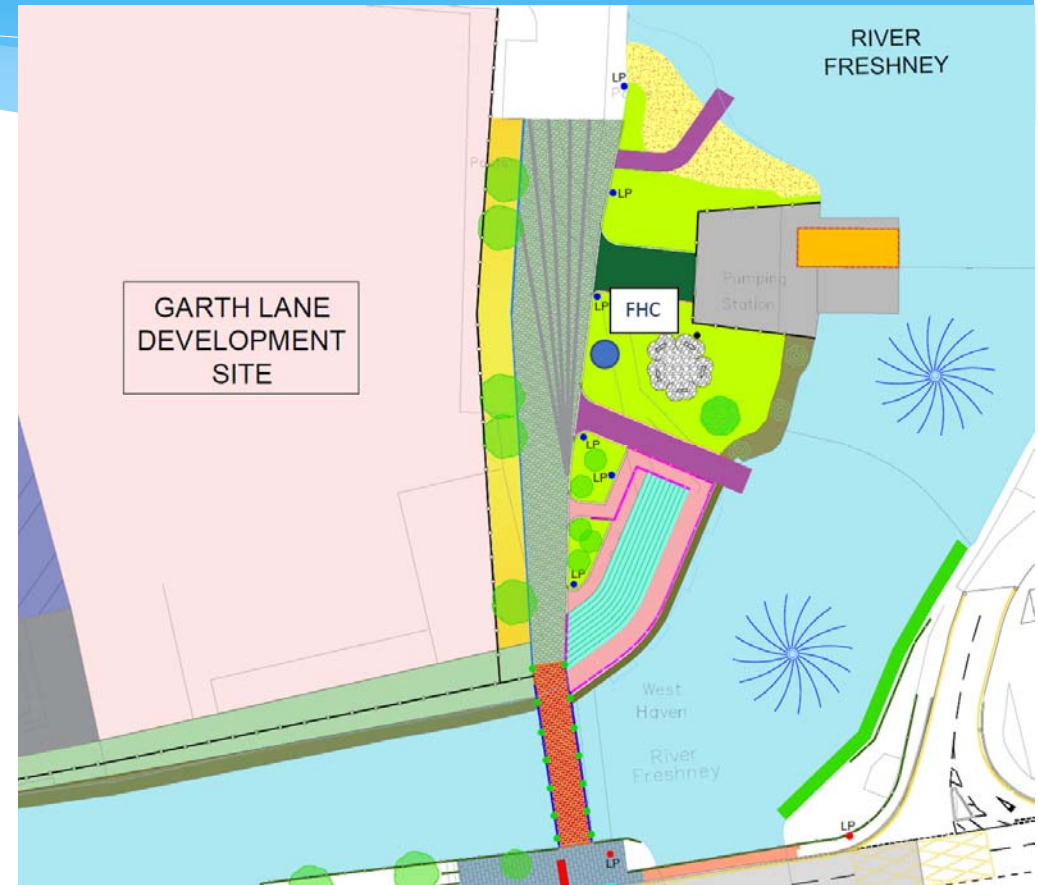 RIVER
FRESHNEY
LP
LP
Pumping
Station
FHC
LP
GARTH LANE
DEVELOPMENT
SITE
LP
LP
LP
West
Haven
River
Freshney
LP
LP